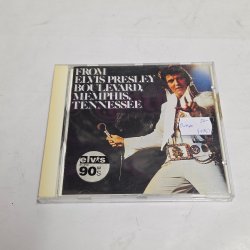 FROM
ELVIS PRESLEY
BOULEVARD,
MEMPHIS,
TENNESSEE
elvis
90's